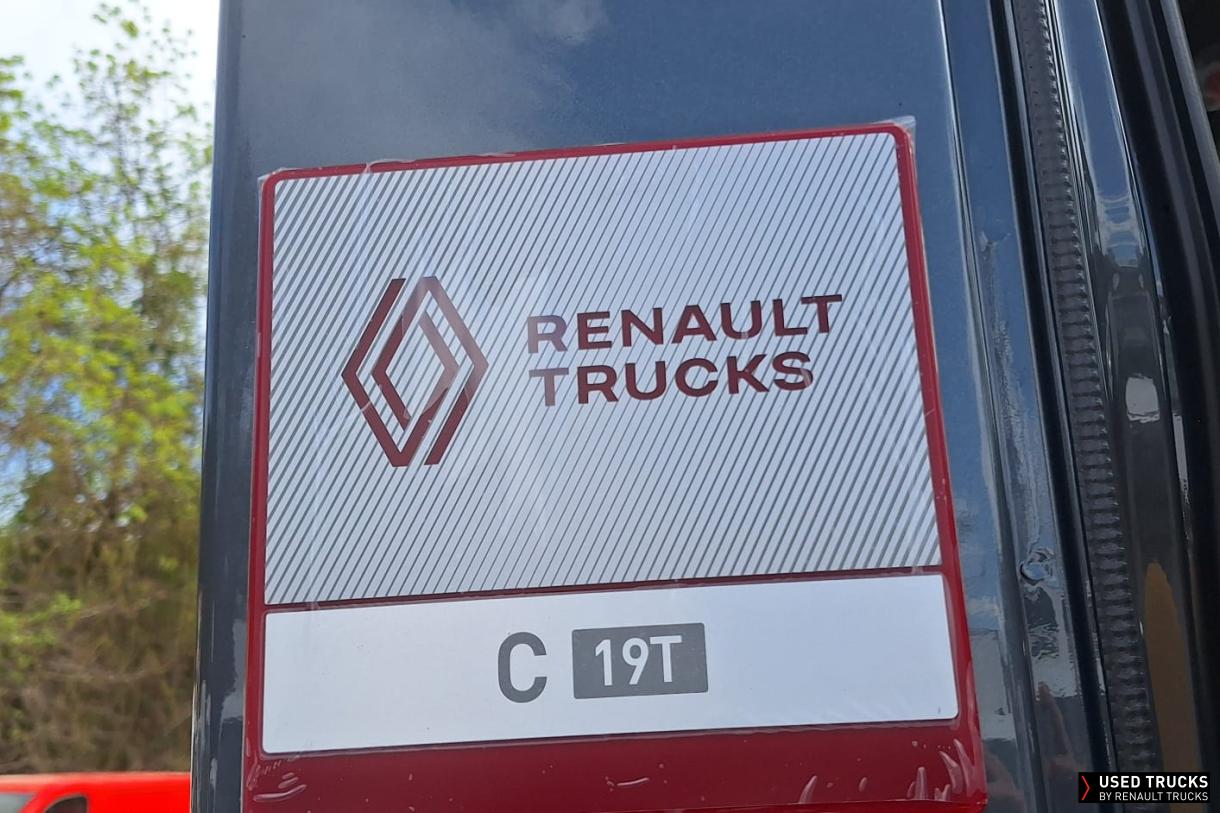 RENAULT
TRUCKS
C 19T
USED TRUCKS
BY RENAULT TRUCKS